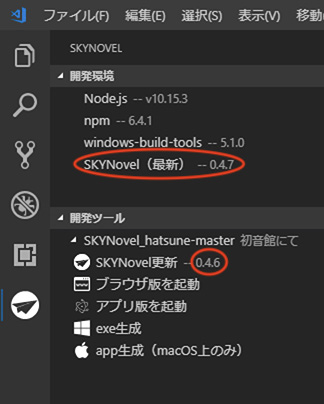 ファイル(F) 編集(E) 選択(S) 表示(V) 移動
SKYNOVEL
開発環境
Node.js -- v10.15.3
npm -- 6.4.1
windows-build-tools -- 5.1.0
SKYNovel（最新） -- 0.4.7
開発ツール
SKYNovel_hatsune-master 初音館にて
SKYNovel更新 -- 0.4.6
ブラウザ版を起動
アプリ版を起動
exe生成
app生成（macOS上のみ）